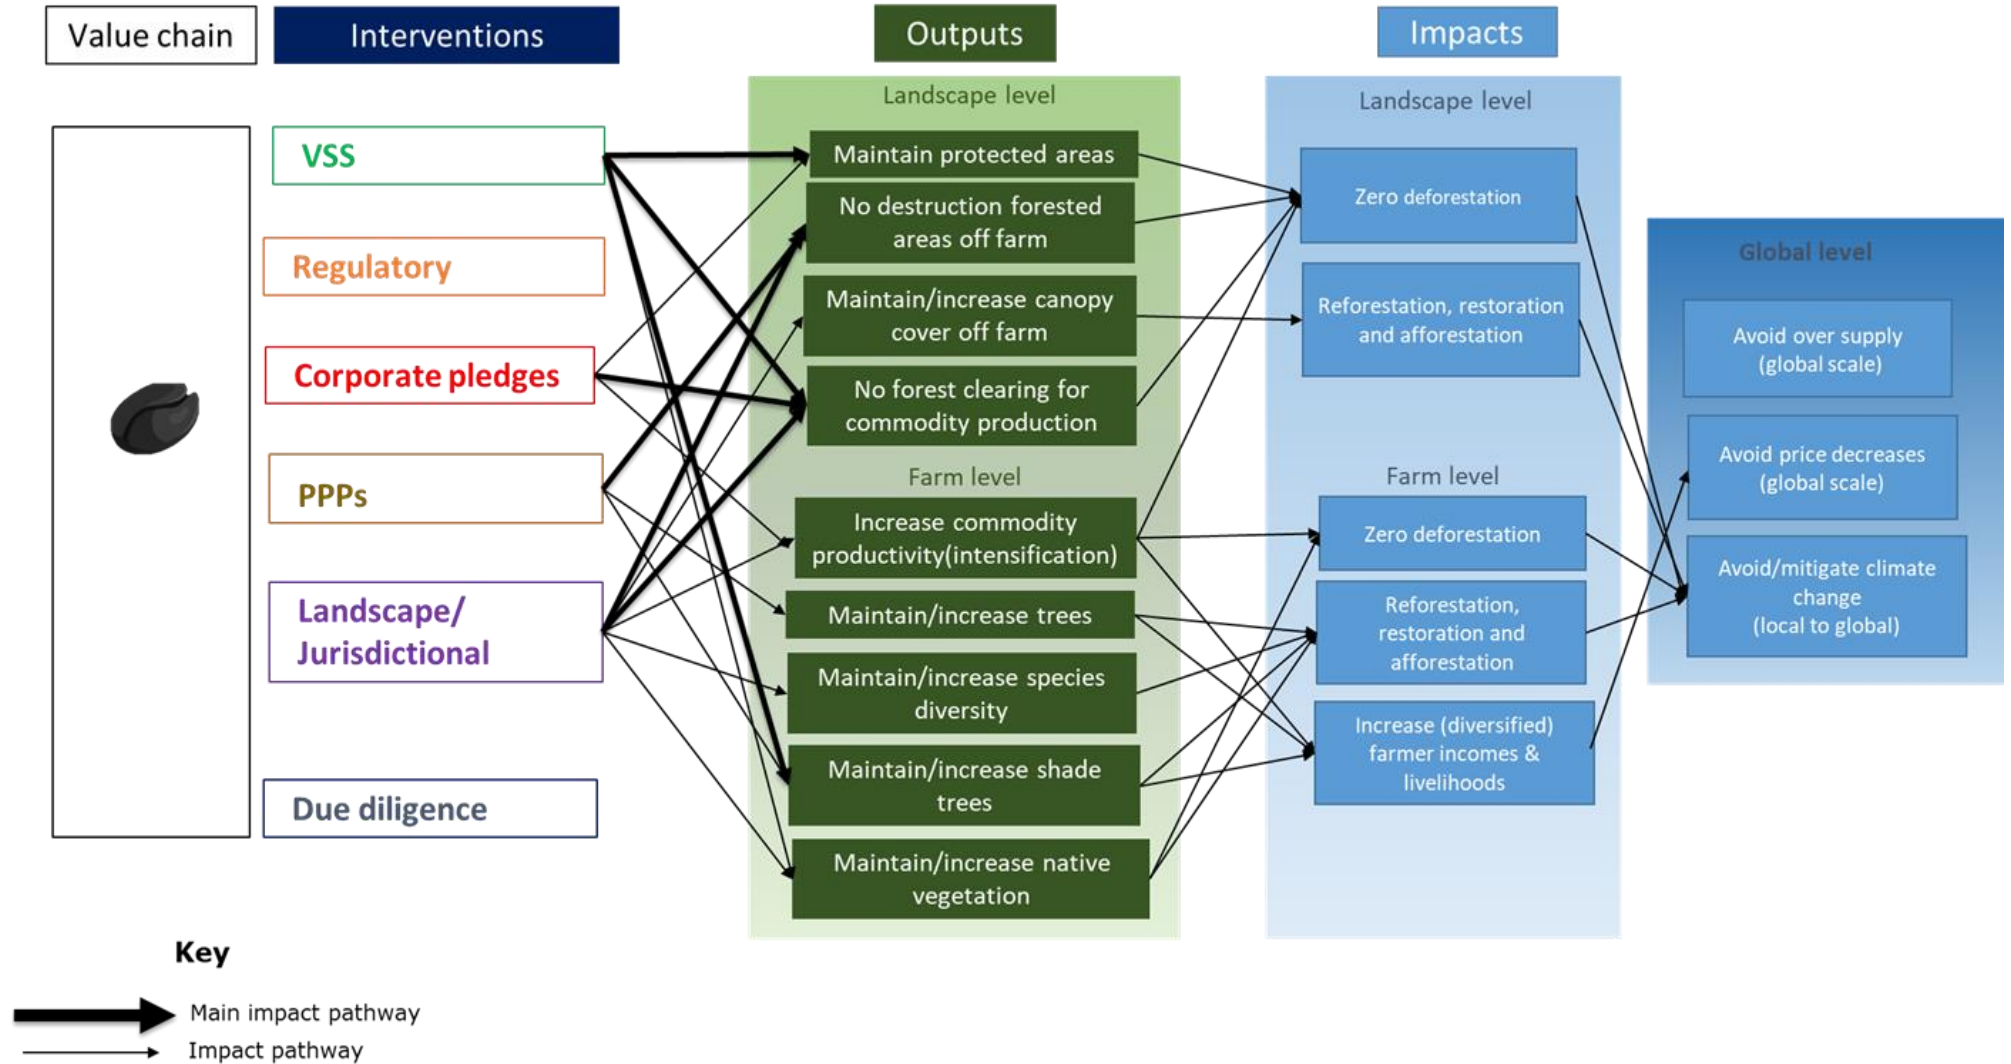 Value chain
Interventions
Outputs
Impacts
VSS
Regulatory
Corporate pledges
PPPs
Landscape/
Jurisdictional
Due diligence
Landscape level
Maintain protected areas
No destruction forested
areas off farm
Maintain/increase canopy
cover off farm
No forest clearing for
commodity production
Farm level
Increase commodity
productivity(intensification)
Maintain/increase trees
Maintain/increase species
diversity
Maintain/increase shade
trees
Maintain/increase native
vegetation
Landscape level
Zero deforestation
Reforestation, restoration
and afforestation
Farm level
Zero deforestation
Reforestation,
restoration and
afforestation
Increase (diversified)
farmer incomes &
livelihoods
Global level
Avoid over supply
(global scale)
Avoid price decreases
(global scale)
Avoid/mitigate climate
change
(local to global)
Key
Main impact pathway
Impact pathway